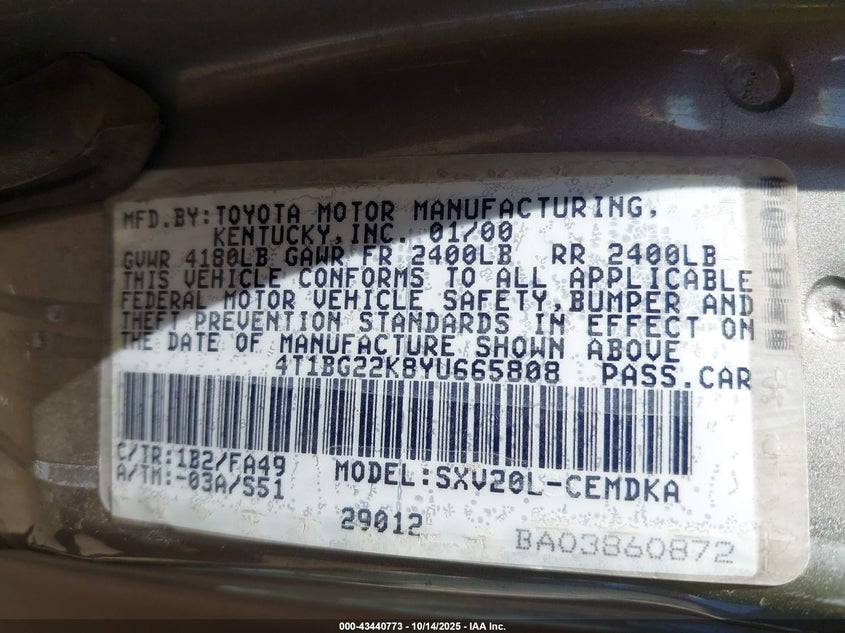 MFD.BY:TOYOTA MOTOR MANUFACTURING,
KENTUCKY,INC. 01/00
GVWR 4180LB GAWR FR 2400LB RR 2400LB
THIS VEHICLE CONFORMS TO ALL APPLICABLE
FEDERAL MOTOR VEHICLE SAFETY,BUMPER AND
THEFT PREVENTION STANDARDS IN EFFECT ON
THE DATE OF MANUFACTURE SHOWN ABOVE
4T1BG22K8YU665808 PASS.CAR
C/TR:1B2/FA49
A/TM:-03A/S51
MODEL:SXV20L-CEMDKA
29012
BA03860872
000-43440773 - 10/14/2025 - IAA Inc.